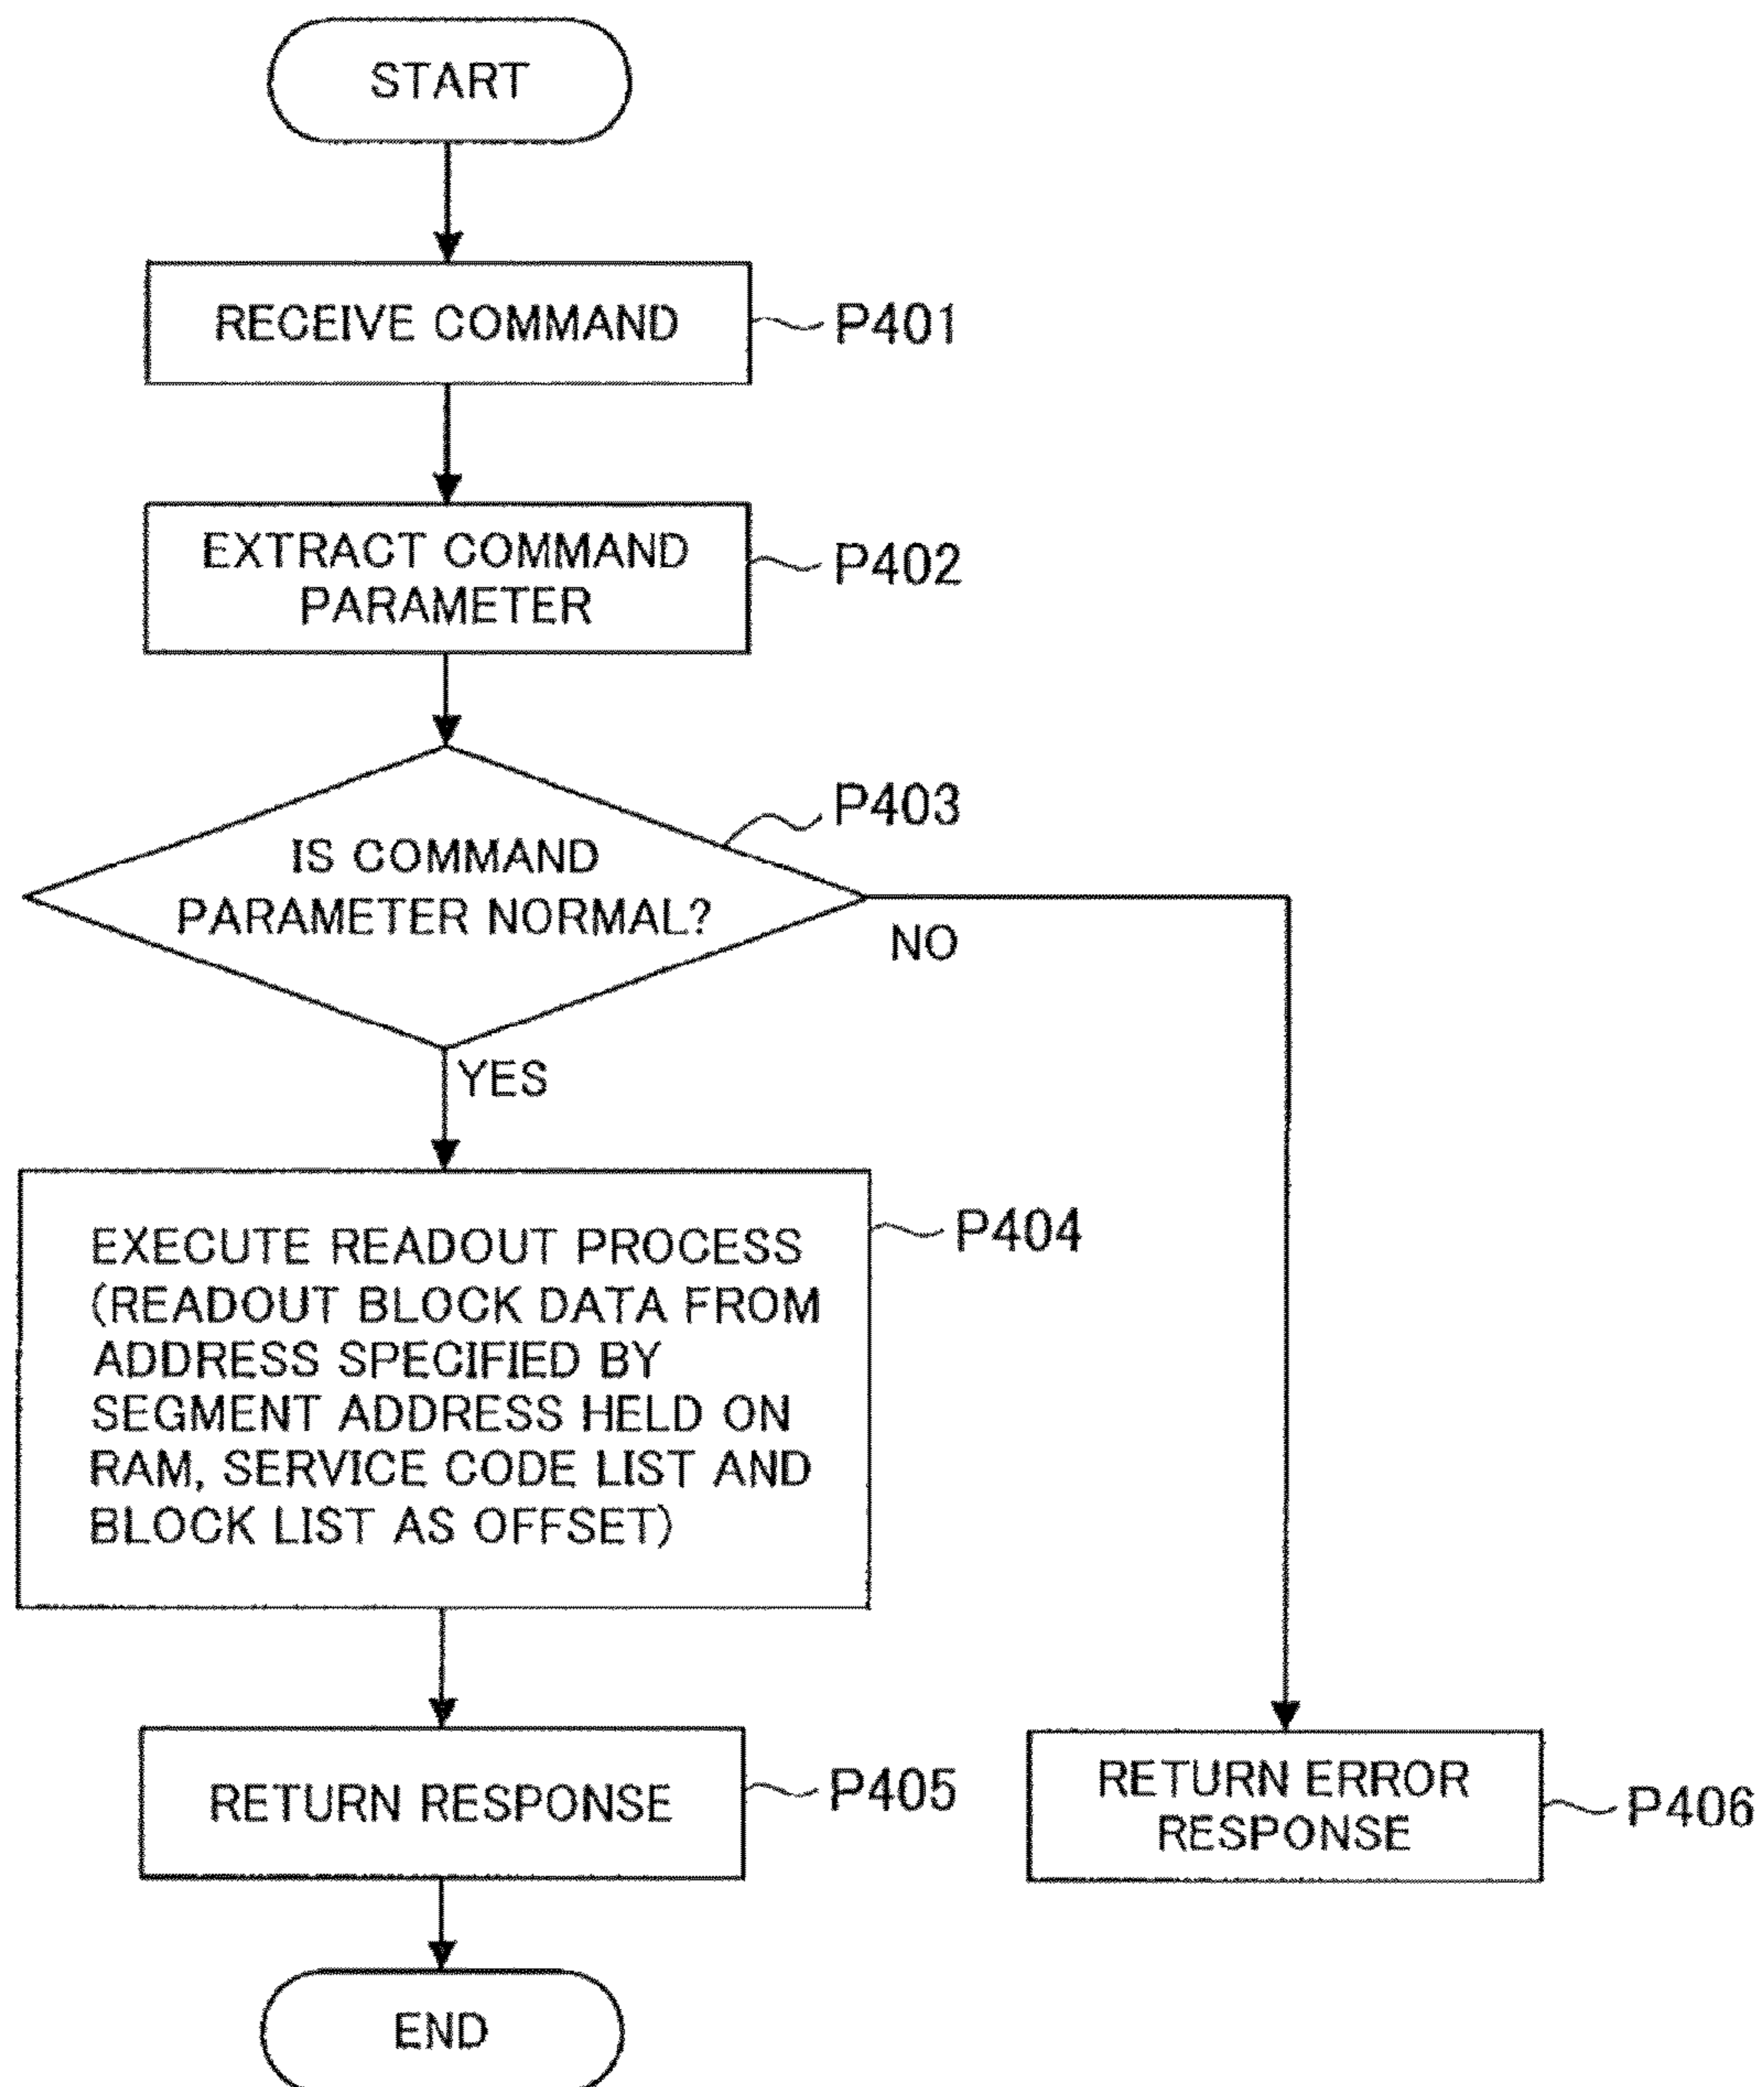 START
RECEIVE COMMAND
P401
EXTRACT COMMAND
PARAMETER
P402
P403
IS COMMAND
PARAMETER NORMAL?
NO
YES
P404
EXECUTE READOUT PROCESS
(READOUT BLOCK DATA FROM
ADDRESS SPECIFIED BY
SEGMENT ADDRESS HELD ON
RAM, SERVICE CODE LIST AND
BLOCK LIST AS OFFSET)
RETURN RESPONSE
P405
RETURN ERROR
RESPONSE
P406
END